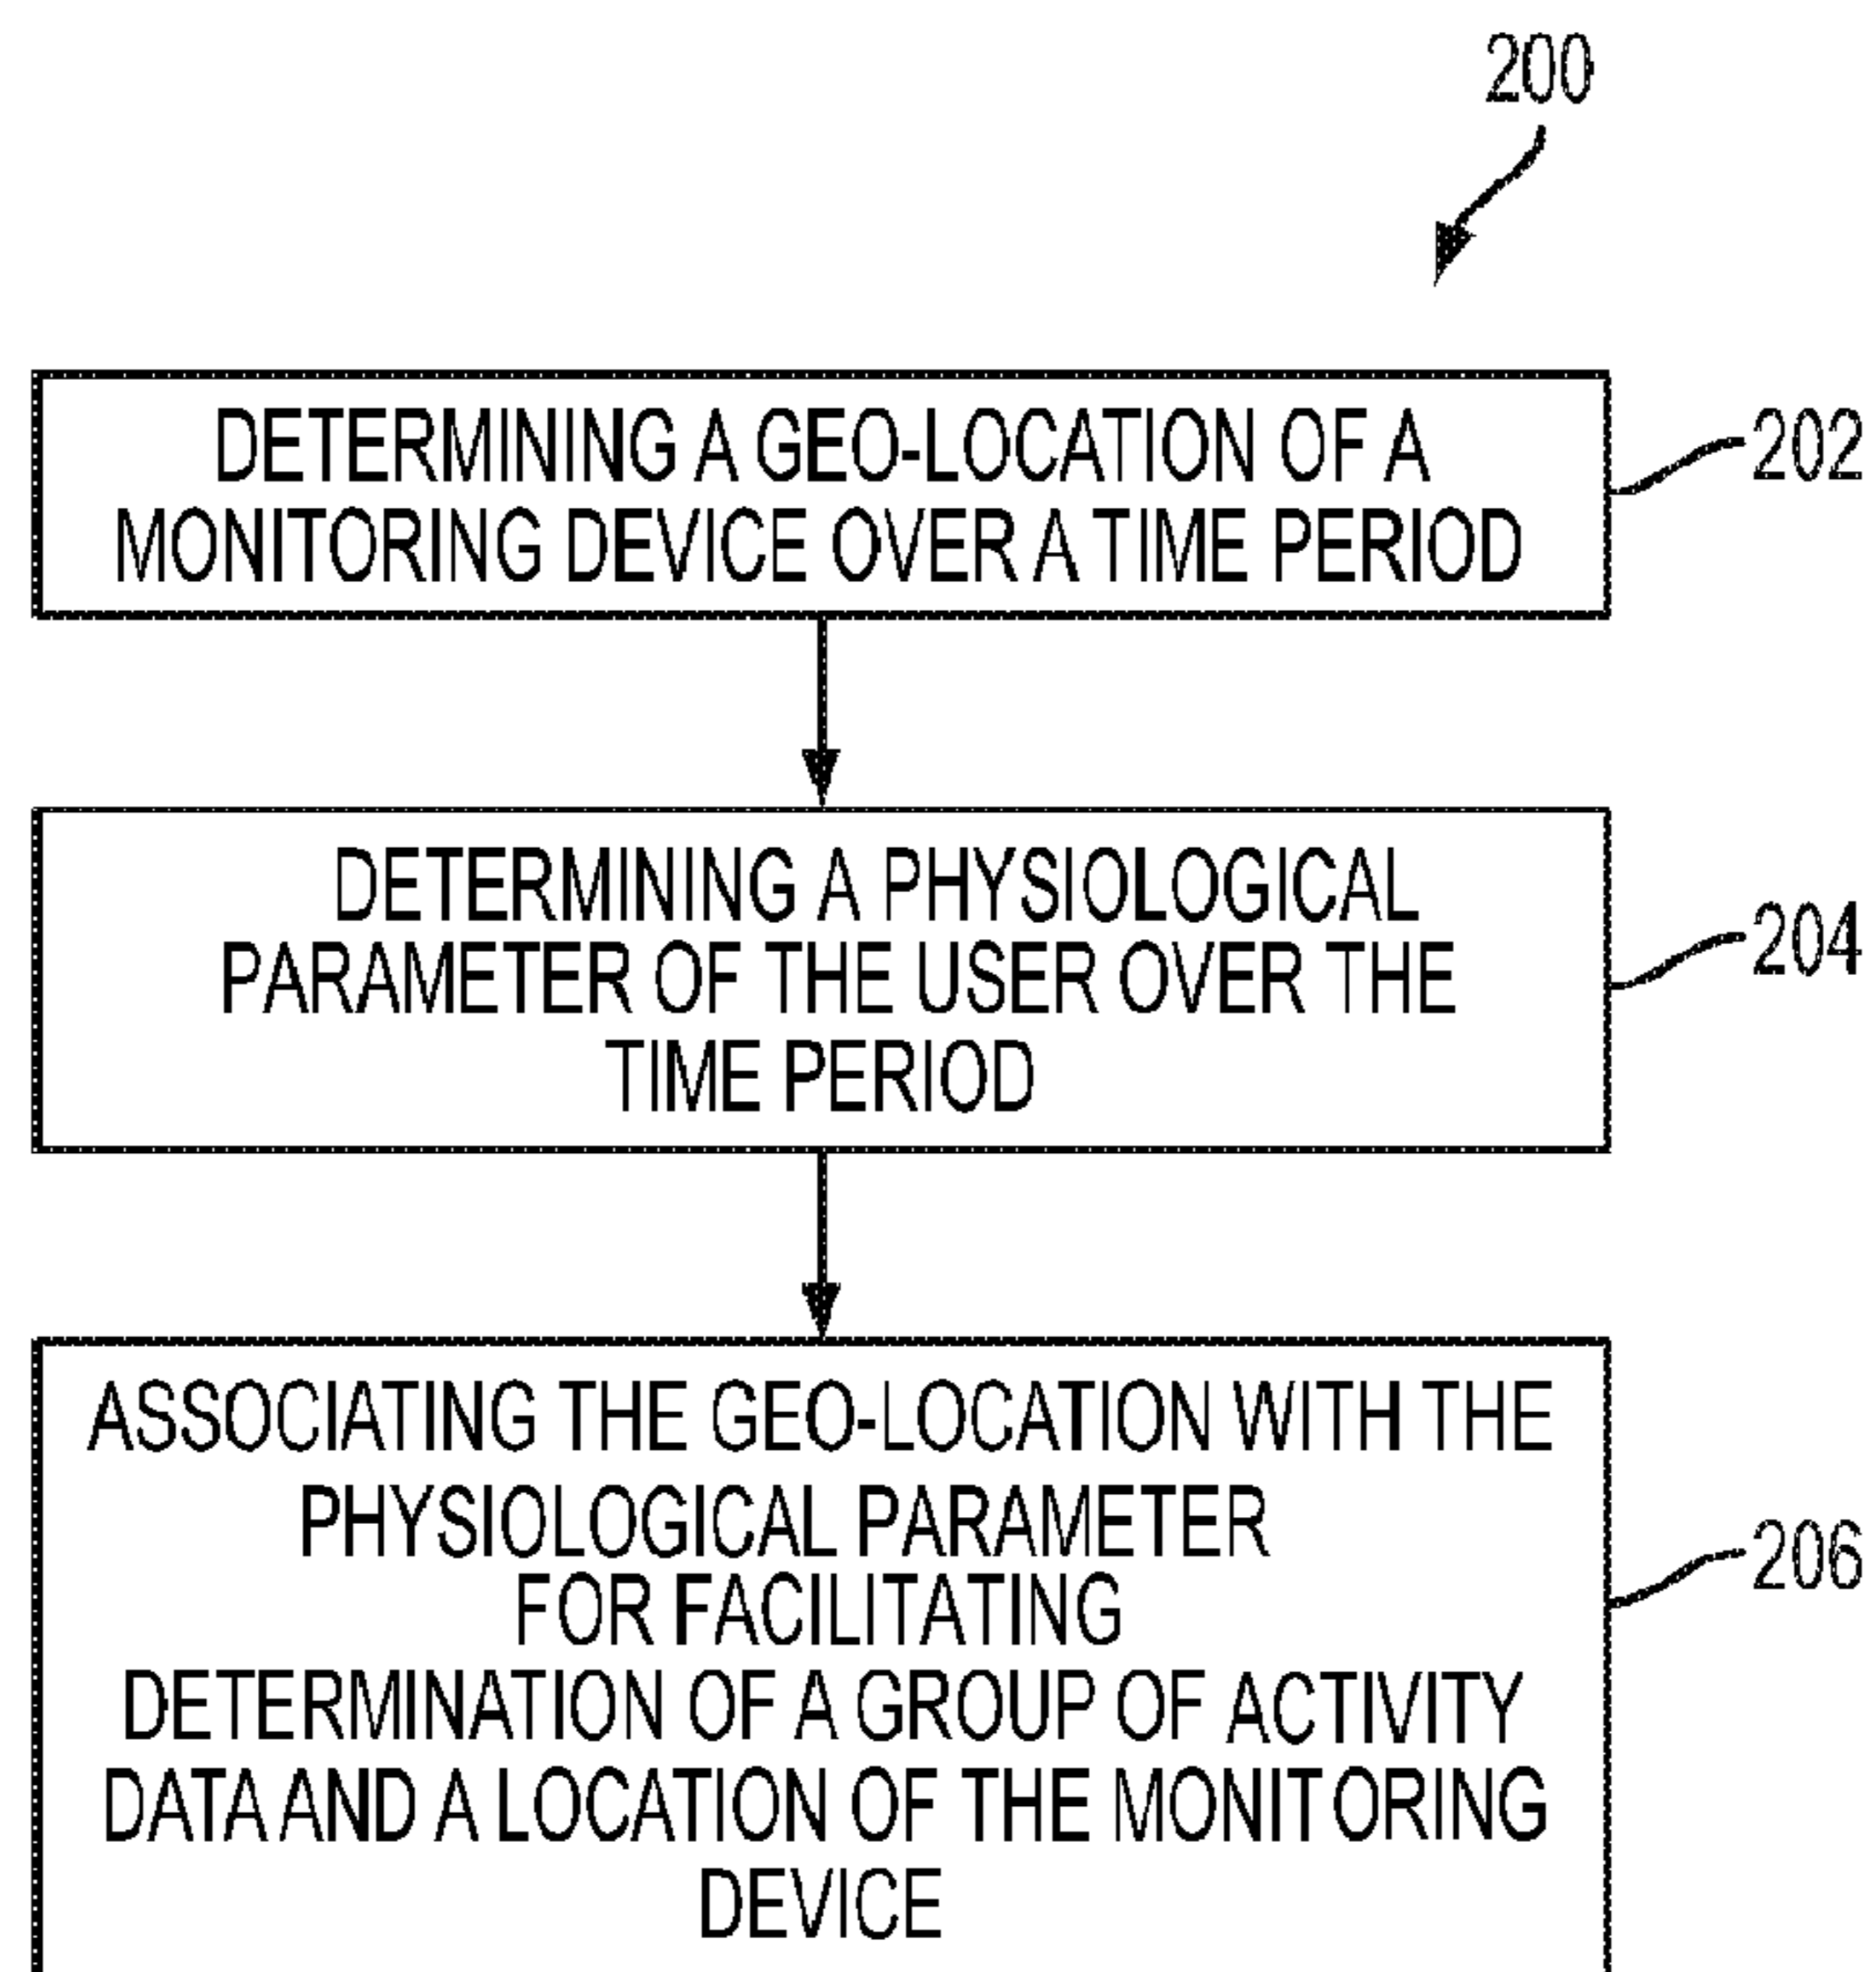 200
DETERMINING A GEO-LOCATION OF A
MONITORING DEVICE OVER A TIME PERIOD
202
DETERMINING A PHYSIOLOGICAL
PARAMETER OF THE USER OVER THE
TIME PERIOD
204
ASSOCIATING THE GEO-LOCATION WITH THE
PHYSIOLOGICAL PARAMETER
FOR FACILITATING
DETERMINATION OF A GROUP OF ACTIVITY
DATA AND A LOCATION OF THE MONITORING
DEVICE
206